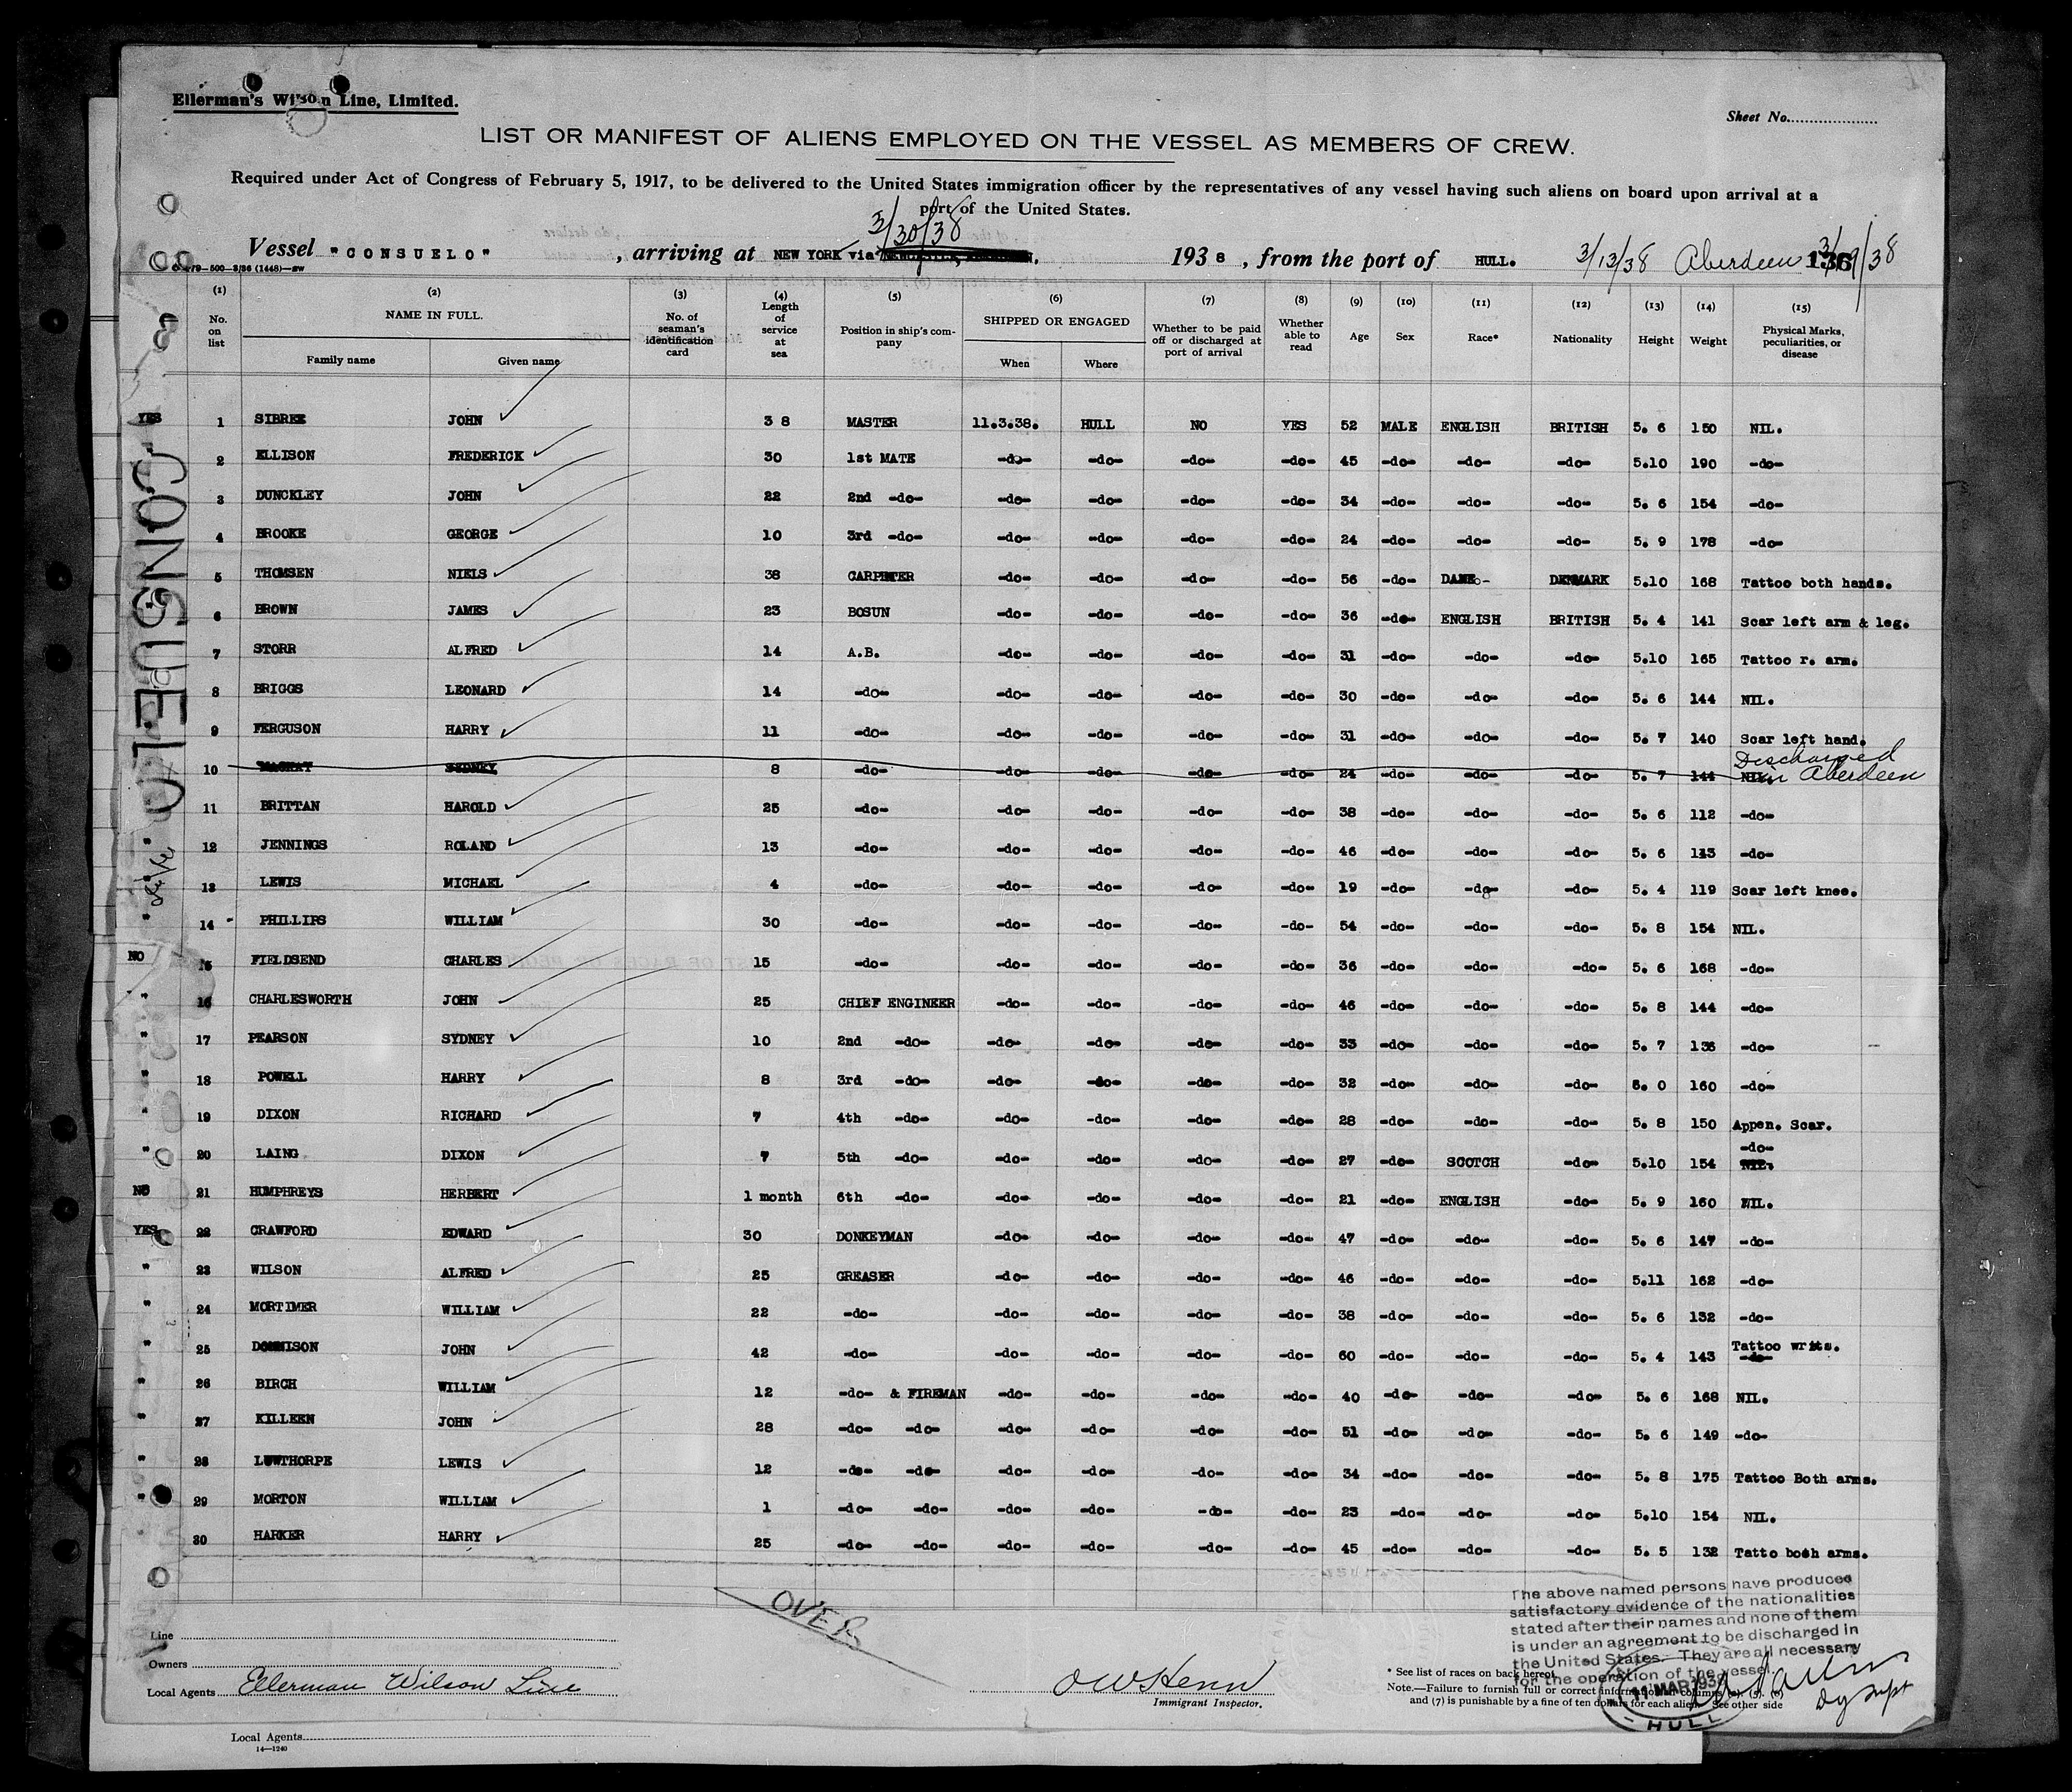 Ellerman's Wilson Line, Limited.
Sheet No.
LIST OR MANIFEST OF ALIENS EMPLOYED ON THE VESSEL AS MEMBERS OF CREW.
Required under Act of Congress of February 5, 1917, to be delivered to the United States immigration officer by the representatives of any vessel having such aliens on board upon arrival at a
port of the United States.
3/30/38
Vessel "CONSUELO", arriving at NEW YORK via 1938, from the port of HULL. 3/13/38 Aberdeen 3/19/38
(1) (2) (3) (4) (5) (6) (7) (8) (9) (10) (11) (12) (13) (14) (15)
No. on list NAME IN FULL. No. of seaman's identification card Length of service at sea Position in ship's company SHIPPED OR ENGAGED Whether to be paid off or discharged at port of arrival Whether able to read Age Sex Race* Nationality Height Weight Physical Marks, peculiarities, or disease
Family name Given name When Where
CONSUELO
YES 1 SIBREE JOHN 38 MASTER 11.3.38. HULL NO YES 52 MALE ENGLISH BRITISH 5. 6 150 NIL.
2 ELLISON FREDERICK 30 1st MATE -do- -do- -do- -do- 45 -do- -do- -do- 5.10 190 -do-
3 DUNCKLEY JOHN 22 2nd -do- -do- -do- -do- -do- 34 -do- -do- -do- 5. 6 154 -do-
4 BROOKE GEORGE 10 3rd -do- -do- -do- -do- -do- 24 -do- -do- -do- 5. 9 178 -do-
5 THOMSEN NIELS 38 CARPETER -do- -do- -do- -do- 56 -do- DANE DENMARK 5.10 168 Tattoo both hands.
6 BROWN JAMES 23 BOSUN -do- -do- -do- -do- 36 -do- ENGLISH BRITISH 5. 4 141 Scar left arm & leg.
7 STORR ALFRED 14 A.B. -do- -do- -do- -do- 31 -do- -do- -do- 5.10 165 Tattoo r. arm.
8 BRIGGS LEONARD 14 -do- -do- -do- -do- -do- 30 -do- -do- -do- 5. 6 144 NIL.
9 FERGUSON HARRY 11 -do- -do- -do- -do- -do- 31 -do- -do- -do- 5. 7 140 Scar left hand.
10 SYDNEY 8 -do- -do- -do- -do- -do- 24 -do- -do- -do- 5. 7 144 NIL. Discharged in Aberdeen
11 BRITTAN HAROLD 25 -do- -do- -do- -do- -do- 38 -do- -do- -do- 5. 6 112 -do-
" 12 JENNINGS ROLAND 13 -do- -do- -do- -do- -do- 46 -do- -do- -do- 5. 6 -do-
" 13 LEWIS MICHAEL 4 -do- -do- -do- -do- -do- 19 -do- -do- -do- 5. 4 119 Scar left knee.
" 14 PHILLIPS WILLIAM 30 -do- -do- -do- -do- -do- 54 -do- -do- -do- 5. 8 154 NIL.
NO 15 FIELDSEND CHARLES 15 -do- -do- -do- -do- -do- 36 -do- -do- -do- 5. 6 168 -do-
" 16 CHARLESWORTH JOHN 25 CHIEF ENGINEER -do- -do- -do- -do- 46 -do- -do- -do- 5. 8 144 -do-
" 17 PEARSON SYDNEY 10 2nd -do- -do- -do- -do- -do- 33 -do- -do- -do- 5. 7 136 -do-
" 18 POWELL HARRY 8 3rd -do- -do- -do- -do- -do- 32 -do- -do- -do- 5. 0 160 -do-
" 19 DIXON RICHARD 7 4th -do- -do- -do- -do- -do- 28 -do- -do- -do- 5. 8 150 Appen. Scar.
" 20 LAING DIXON 7 5th -do- -do- -do- -do- -do- 27 -do- SCOTCH -do- 5.10 154 -do- NIL.
NO 21 HUMPHREYS HERBERT 1 month 6th -do- -do- -do- -do- -do- 21 -do- ENGLISH -do- 5. 9 160 NIL.
YES 22 CRAWFORD EDWARD 30 DONKEYMAN -do- -do- -do- -do- 47 -do- -do- -do- 5. 6 147 -do-
" 23 WILSON ALFRED 25 GREASER -do- -do- -do- -do- 46 -do- -do- -do- 5.11 162 -do-
" 24 MORTIMER WILLIAM 22 -do- -do- -do- -do- -do- 38 -do- -do- -do- 5. 6 132 -do-
" 25 JOHN 42 -do- -do- -do- -do- -do- 60 -do- -do- -do- 5. 4 143 Tattoo writs. -do-
" 26 BIRCH WILLIAM 12 -do- & FIREMAN -do- -do- -do- -do- 40 -do- -do- -do- 5. 6 168 NIL.
" 27 KILLEEN JOHN 28 -do- -do- -do- -do- -do- -do- 51 -do- -do- -do- 5. 6 149 -do-
" 28 LEWIS 12 -do- -do- -do- -do- -do- -do- 34 -do- -do- -do- 5. 8 175 Tattoo Both arms.
" 29 MORTON WILLIAM 1 -do- -do- -do- -do- -do- -do- 23 -do- -do- -do- 5.10 154 NIL.
30 HARKER HARRY 25 -do- -do- -do- -do- -do- -do- 45 -do- -do- -do- 5. 5 132 Tatto both arms.
OVER
The above named persons have produced
satisfactory evidence of the nationalities
stated after their names and none of them
is under an agreement to be discharged in
the United States. They are all necessary
for the operation of the vessel.
Line
Owners
Local Agents Ellerman Wilson Line
Immigrant Inspector.
* See list of races on back hereof.
Note.—Failure to furnish full or correct information in columns (2), (5), (6)
and (7) is punishable by a fine of ten dollars for each alien. See other side
11 MAR 1938
HULL
Dy Supt
Local Agents
14—1240